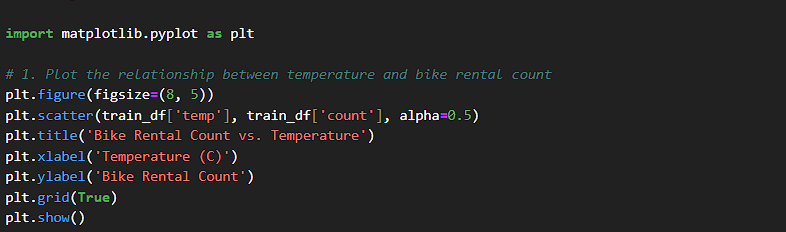 import matplotlib.pyplot as plt
# 1. Plot the relationship between temperature and bike rental count
plt.figure(figsize=(8, 5))
plt.scatter(train_df['temp'], train_df['count'], alpha=0.5)
plt.title('Bike Rental Count vs. Temperature')
plt.xlabel('Temperature (C)')
plt.ylabel('Bike Rental Count')
plt.grid(True)
plt.show()